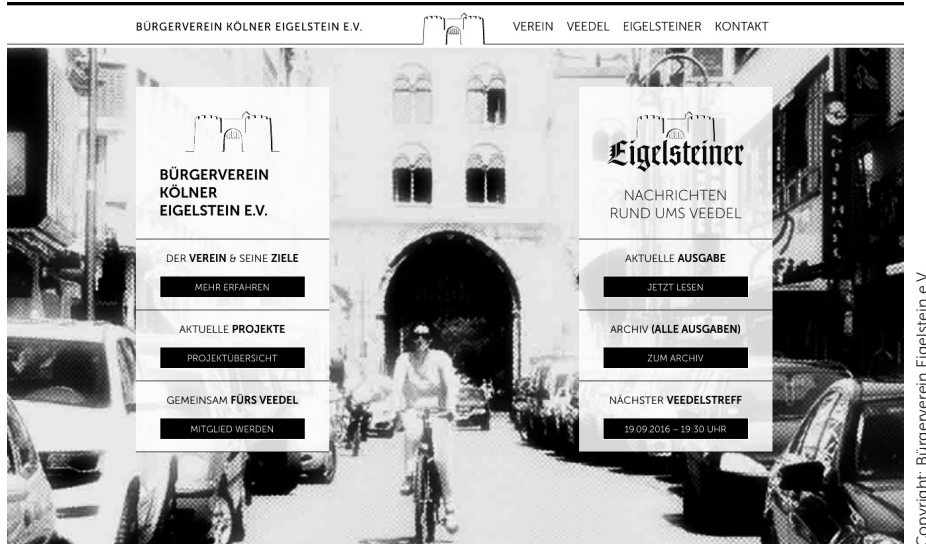 BÜRGERVEREIN KÖLNER EIGELSTEIN E.V.
VEREIN VEEDEL EIGELSTEINER KONTAKT
BÜRGERVEREIN
KÖLNER
EIGELSTEIN E.V.
DER VEREIN & SEINE ZIELE
MEHR ERFAHREN
AKTUELLE PROJEKTE
PROJEKTÜBERSICHT
GEMEINSAM FÜRS VEEDEL
MITGLIED WERDEN
Eigelsteiner
NACHRICHTEN
RUND UMS VEEDEL
AKTUELLE AUSGABE
JETZT LESEN
ARCHIV (ALLE AUSGABEN)
ZUM ARCHIV
NÄCHSTER VEEDELSTREFF
19.09.2016 ~ 19:30 UHR
Copyright: Bürgerverein Eigelstein e.V.